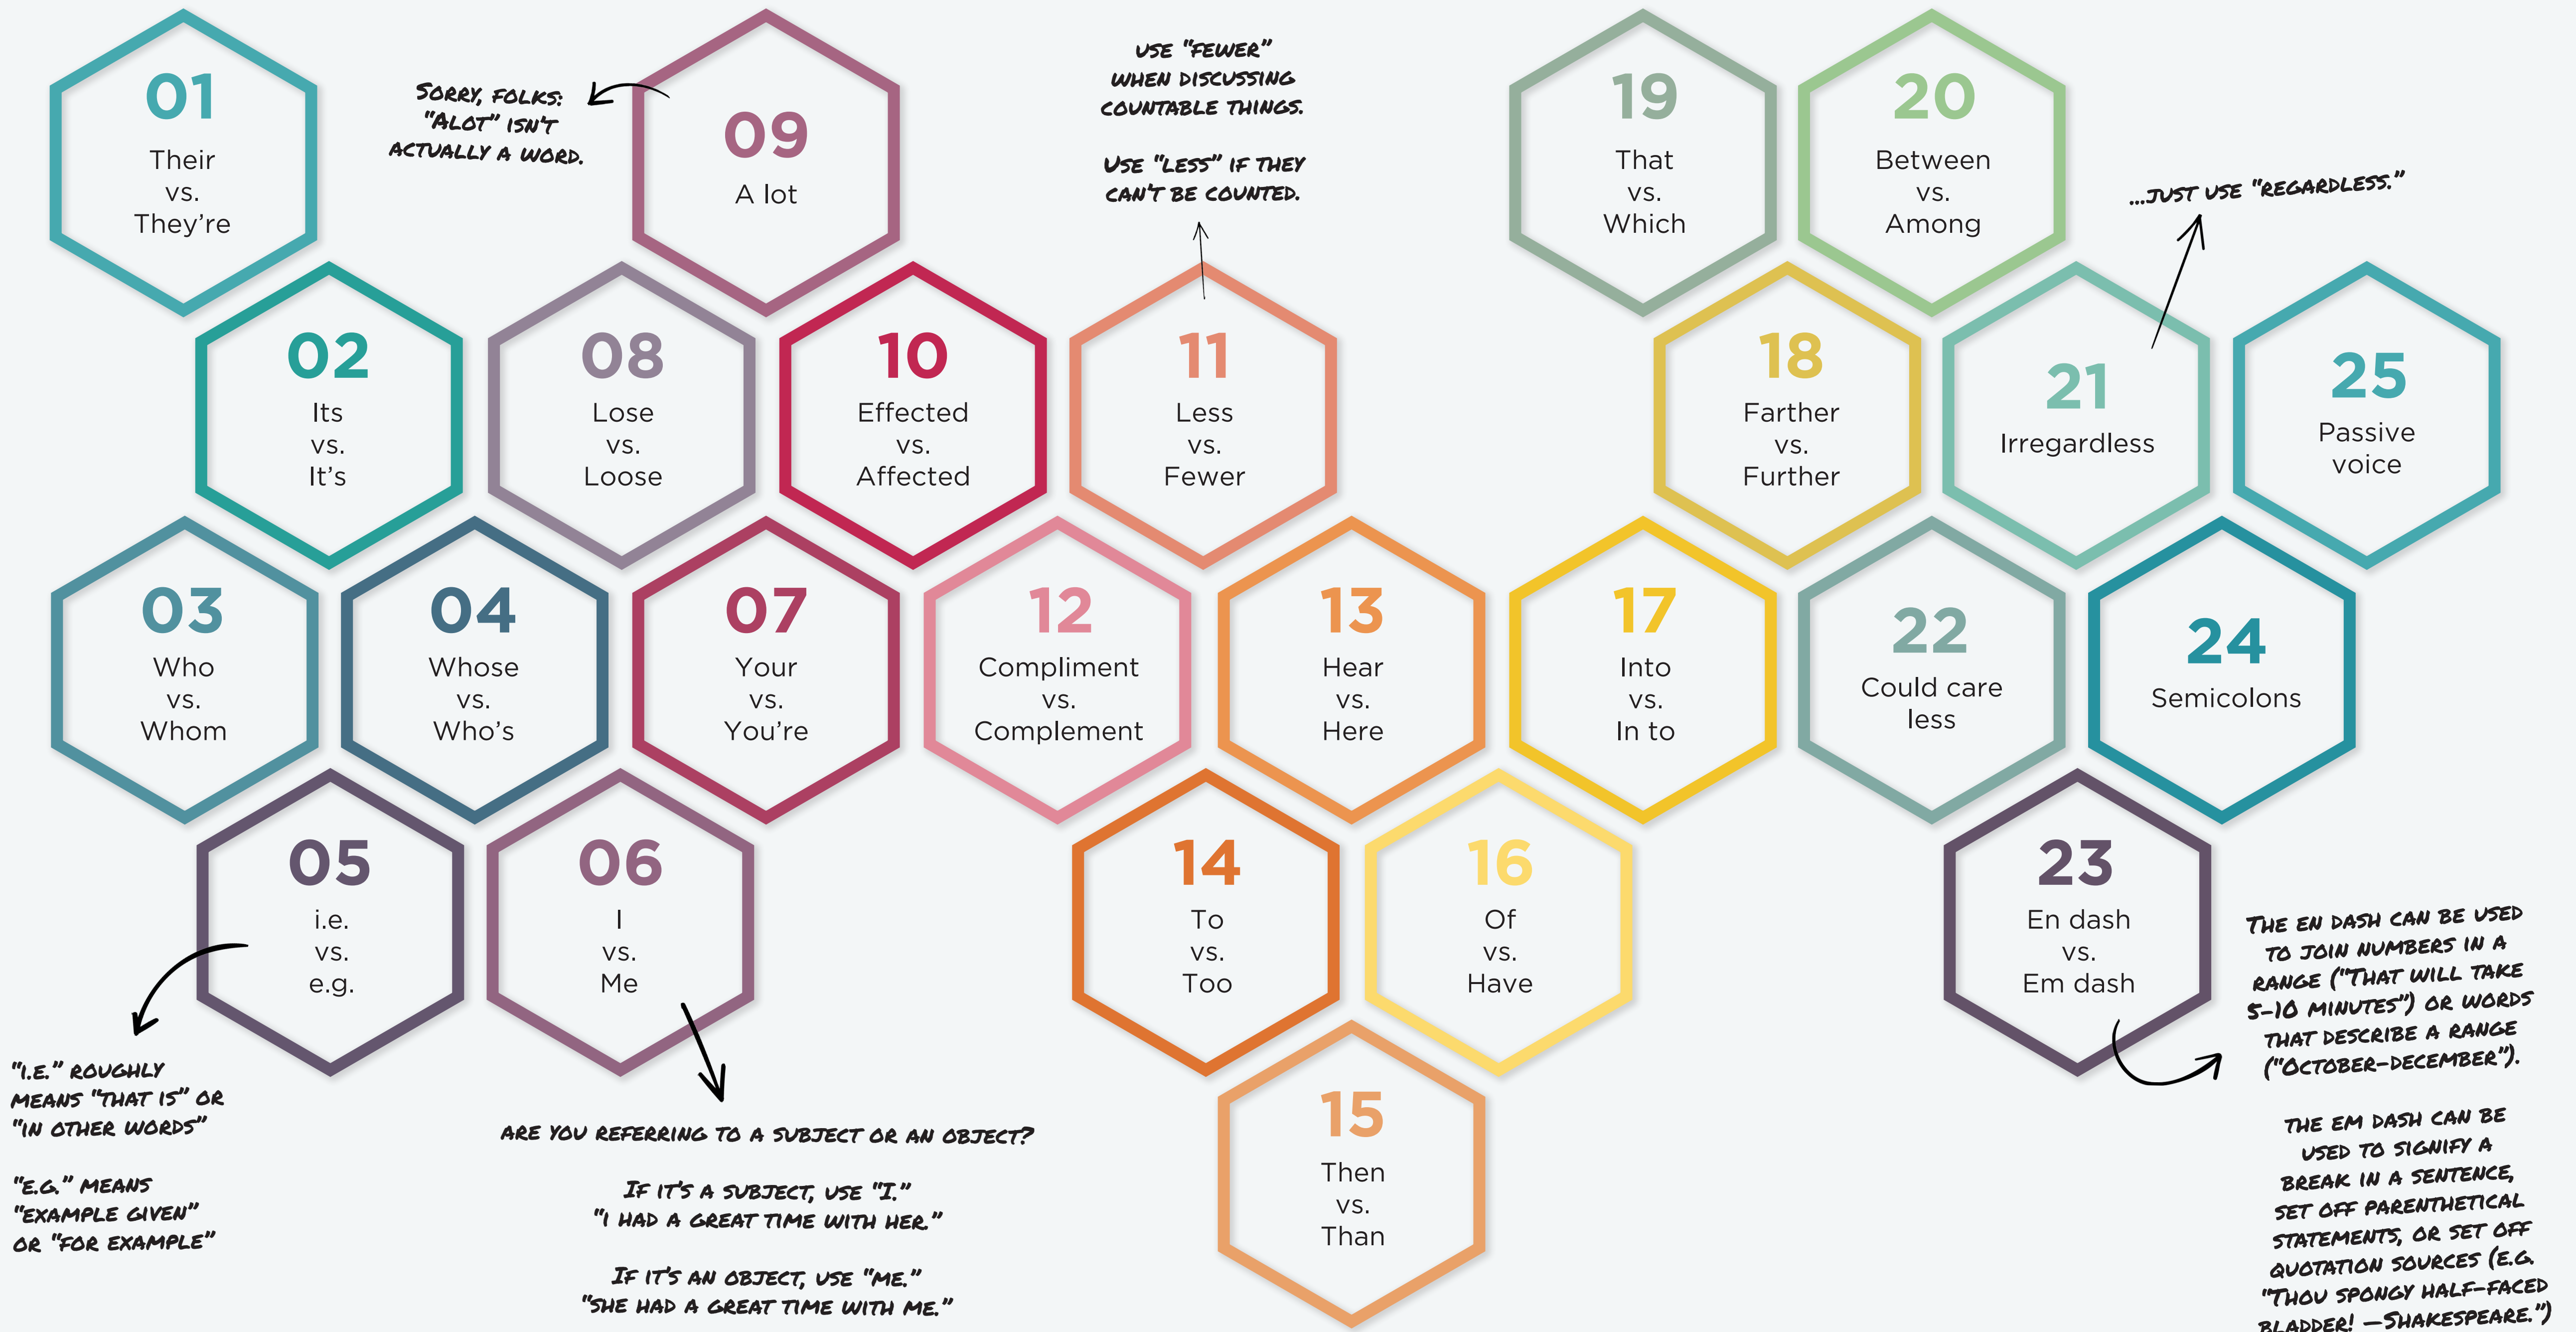 01
Their
vs.
They're
Sorry, folks:
"Alot" isn't
actually a word.
09
A lot
use "fewer"
when discussing
countable things.
Use "less" if they
can't be counted.
19
That
vs.
Which
20
Between
vs.
Among
...just use "regardless."
02
Its
vs.
It's
08
Lose
vs.
Loose
10
Effected
vs.
Affected
11
Less
vs.
Fewer
18
Farther
vs.
Further
21
Irregardless
25
Passive
voice
03
Who
vs.
Whom
04
Whose
vs.
Who's
07
Your
vs.
You're
12
Compliment
vs.
Complement
13
Hear
vs.
Here
17
Into
vs.
In to
22
Could care
less
24
Semicolons
05
i.e.
vs.
e.g.
06
I
vs.
Me
14
To
vs.
Too
16
Of
vs.
Have
23
En dash
vs.
Em dash
"i.e." roughly
means "that is" or
"in other words"
"e.g." means
"example given"
or "for example"
are you referring to a subject or an object?
If it's a subject, use "I."
"I had a great time with her."
If it's an object, use "me."
"she had a great time with me."
15
Then
vs.
Than
The en dash can be used
to join numbers in a
range ("That will take
5–10 minutes") or words
that describe a range
("October–december").
the em dash can be
used to signify a
break in a sentence,
set off parenthetical
statements, or set off
quotation sources (e.g.
"Thou spongy half-faced
bladder! —Shakespeare.")